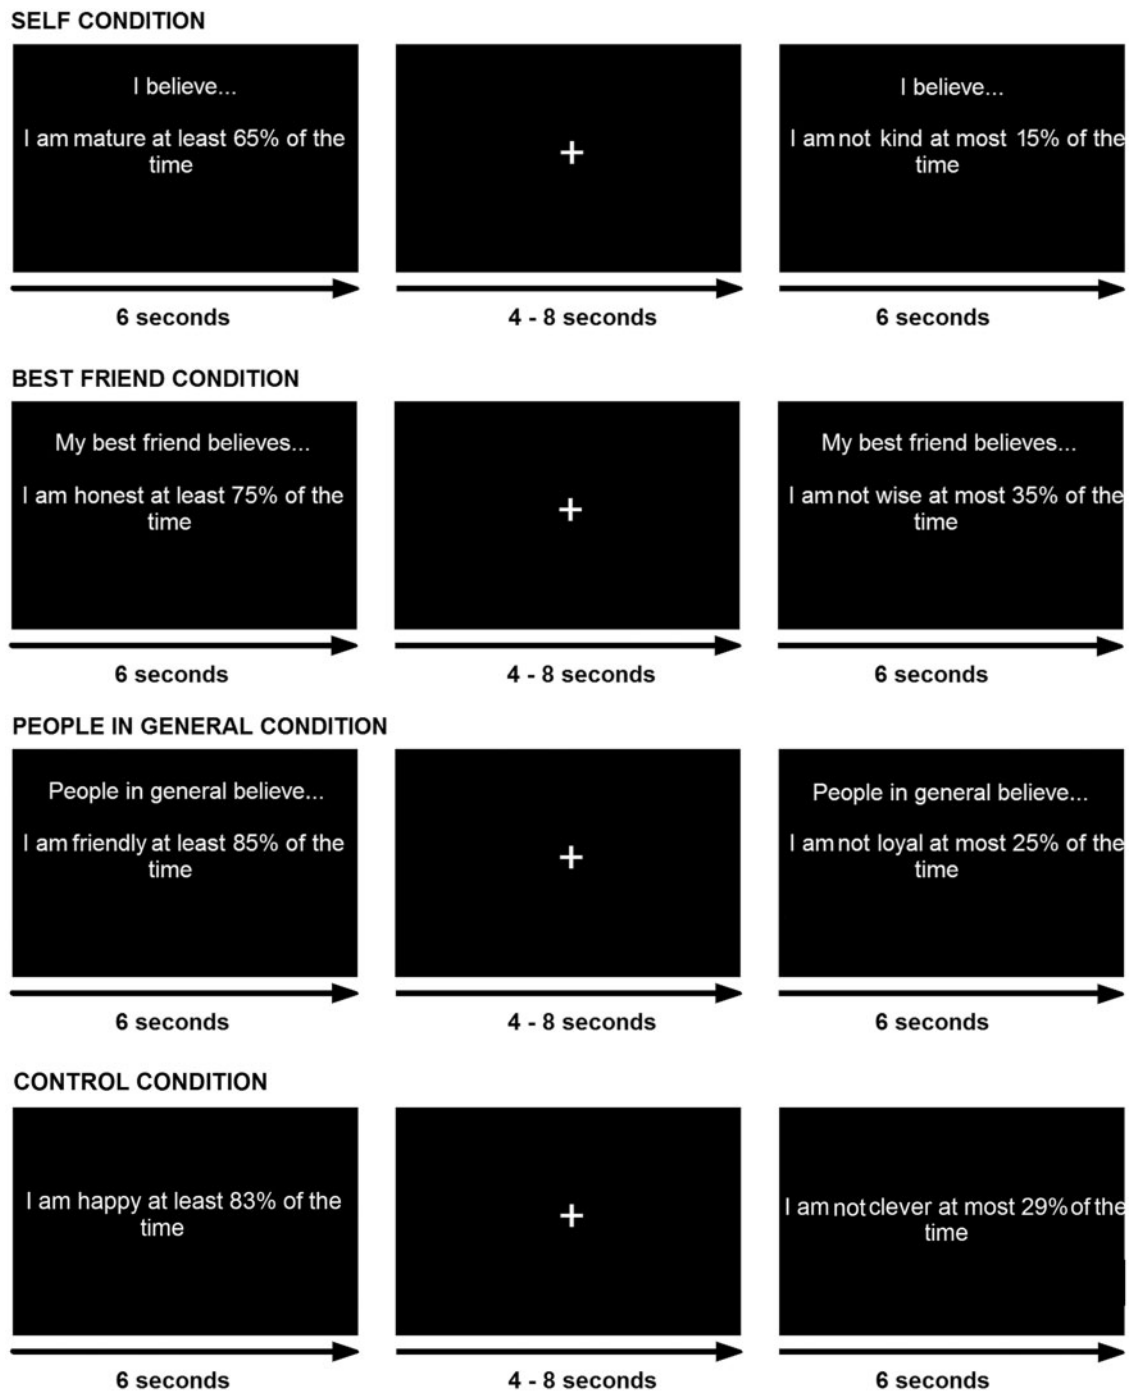 SELF CONDITION
I believe...
I am mature at least 65% of the
time
+
I believe...
I am not kind at most 15% of the
time
6 seconds
4 - 8 seconds
6 seconds
BEST FRIEND CONDITION
My best friend believes...
I am honest at least 75% of the
time
+
My best friend believes...
I am not wise at most 35% of the
time
6 seconds
4 - 8 seconds
6 seconds
PEOPLE IN GENERAL CONDITION
People in general believe...
I am friendly at least 85% of the
time
+
People in general believe...
I am not loyal at most 25% of the
time
6 seconds
4 - 8 seconds
6 seconds
CONTROL CONDITION
I am happy at least 83% of the
time
+
I am not clever at most 29% of the
time
6 seconds
4 - 8 seconds
6 seconds